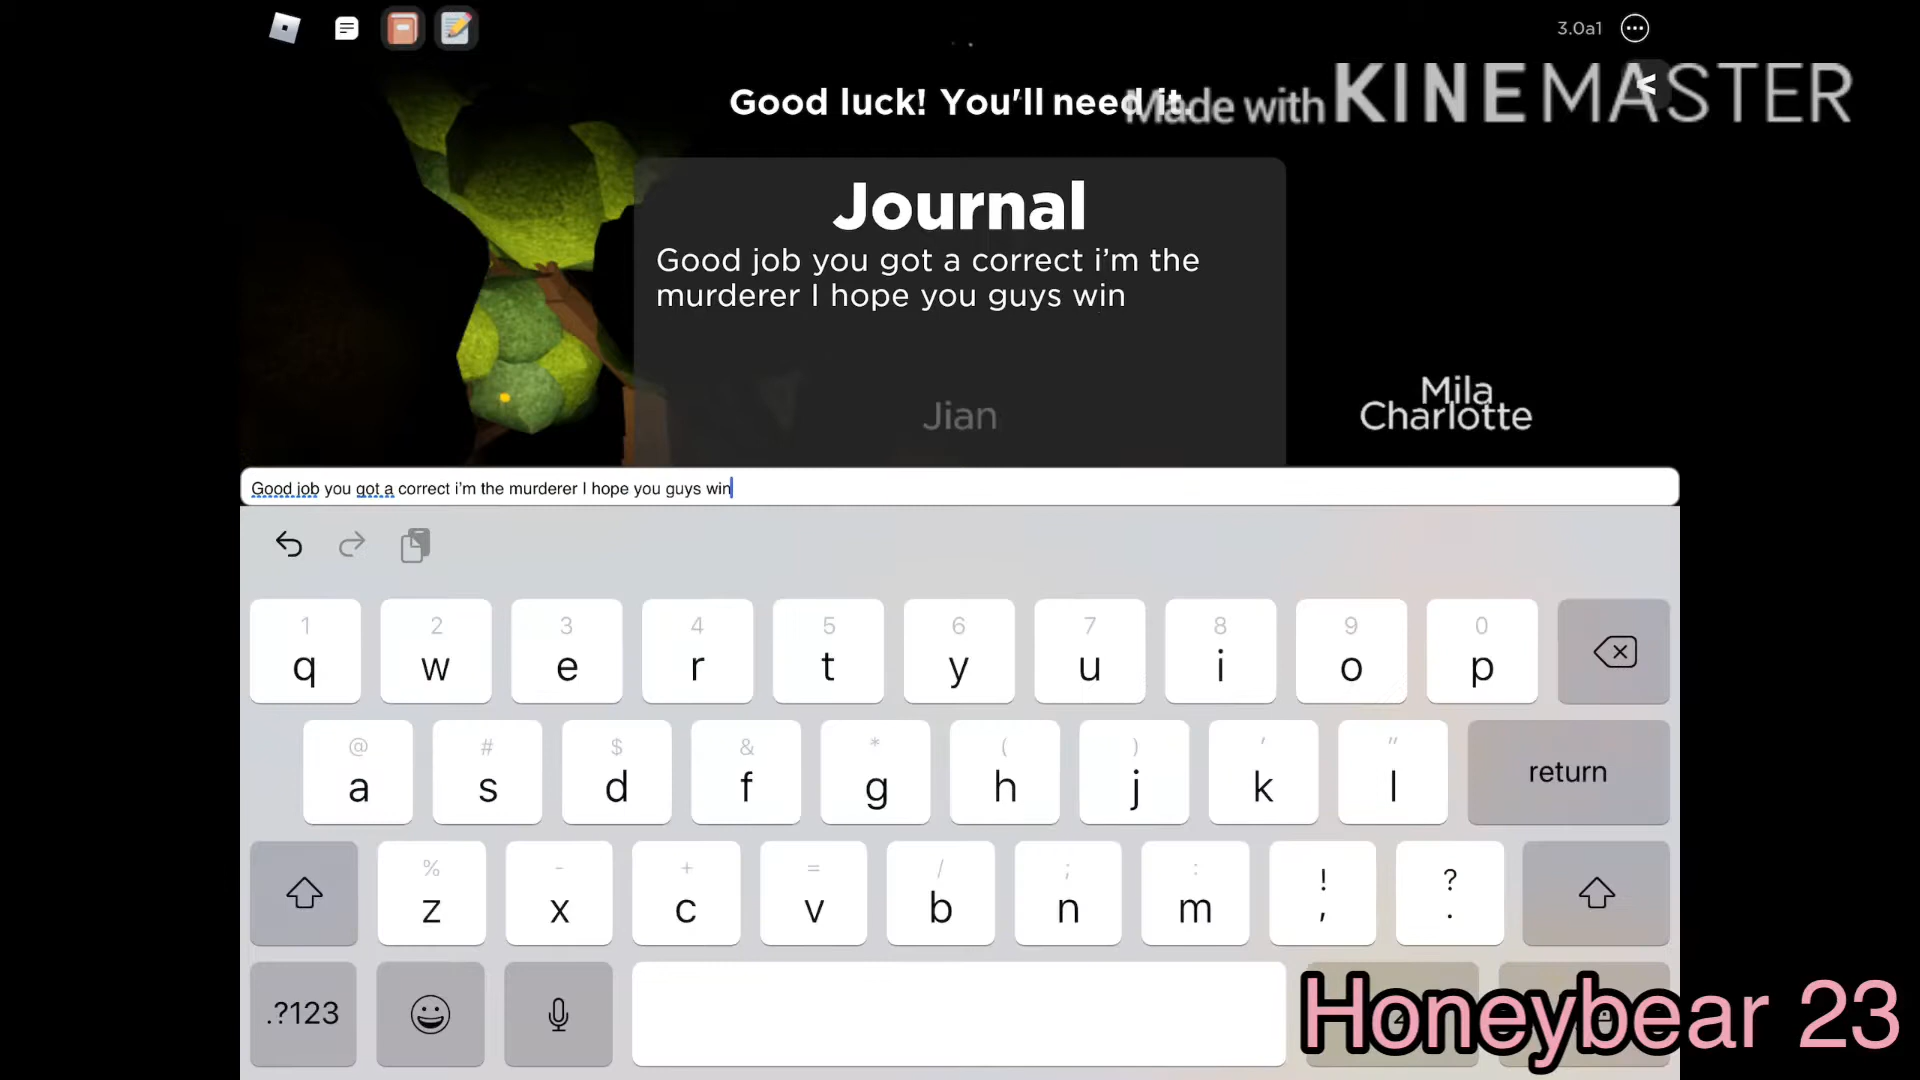 3.0a1
Good luck! You'll need it.
Made with KINEMASTER
<
Journal
Good job you got a correct i'm the
murderer I hope you guys win
Jian
Mila
Charlotte
Good job you got a correct i'm the murderer I hope you guys win
1 2 3 4 5 6 7 8 9 0
q w e r t y u i o p
@ # $ & * ( ) ' "
a s d f g h j k l return
% - + = / ; : ! ?
z x c v b n m , .
.?123
Honeybear 23